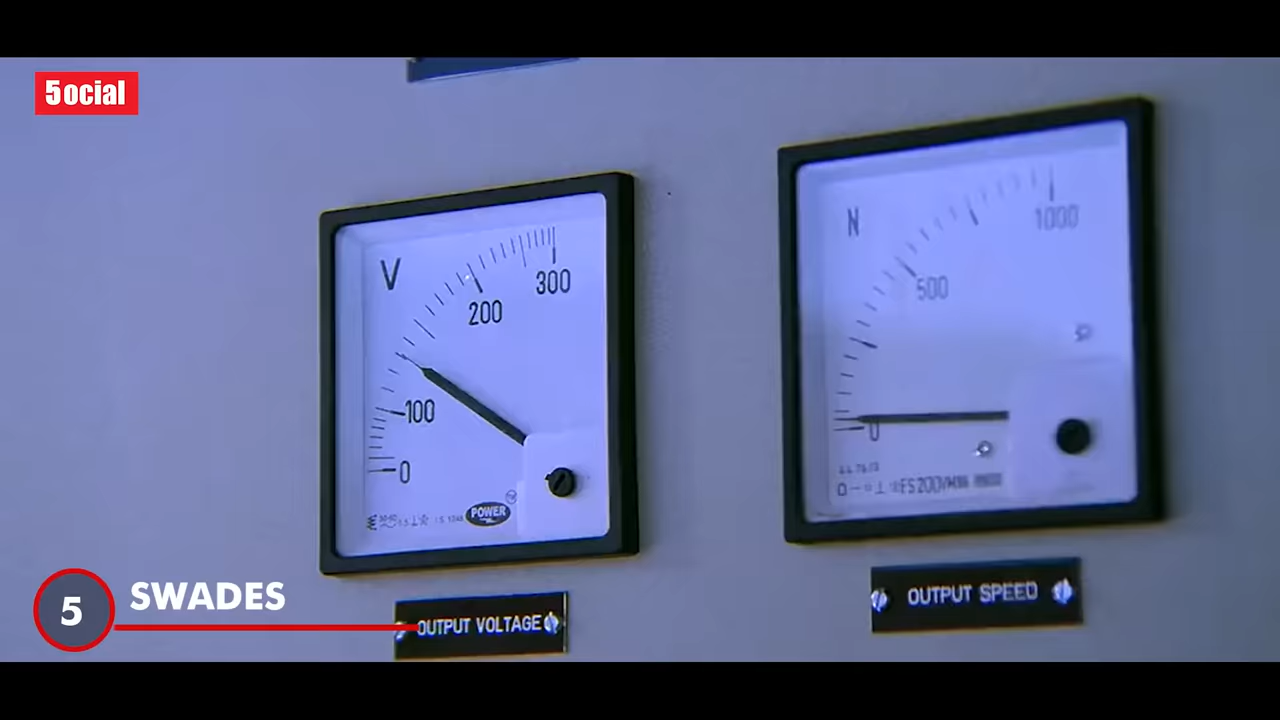 5ocial
V
300
200
100
0
POWER
N
1000
500
0
OUTPUT VOLTAGE
OUTPUT SPEED
5
SWADES